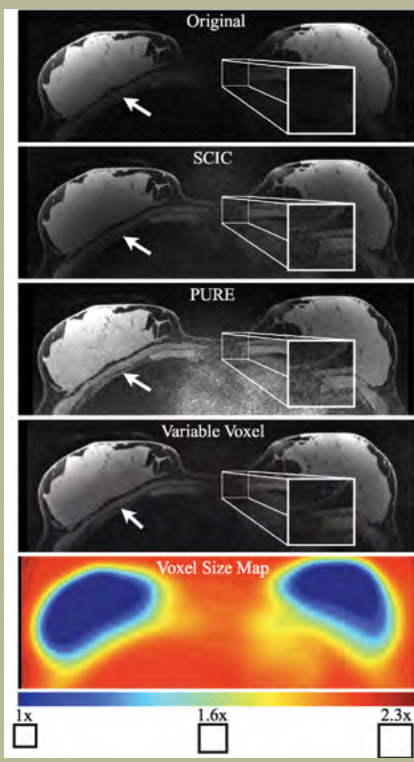 Original
SCIC
PURE
Variable Voxel
Voxel Size Map
1x 1.6x 2.3x